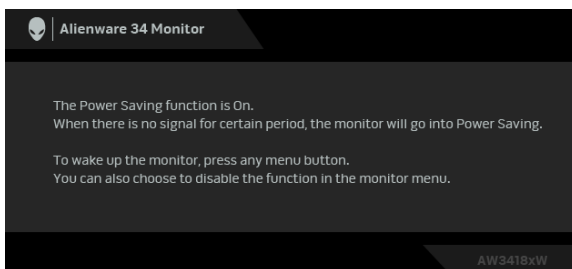 Alienware 34 Monitor
The Power Saving function is On.
When there is no signal for certain period, the monitor will go into Power Saving.
To wake up the monitor, press any menu button.
You can also choose to disable the function in the monitor menu.
AW3418xW